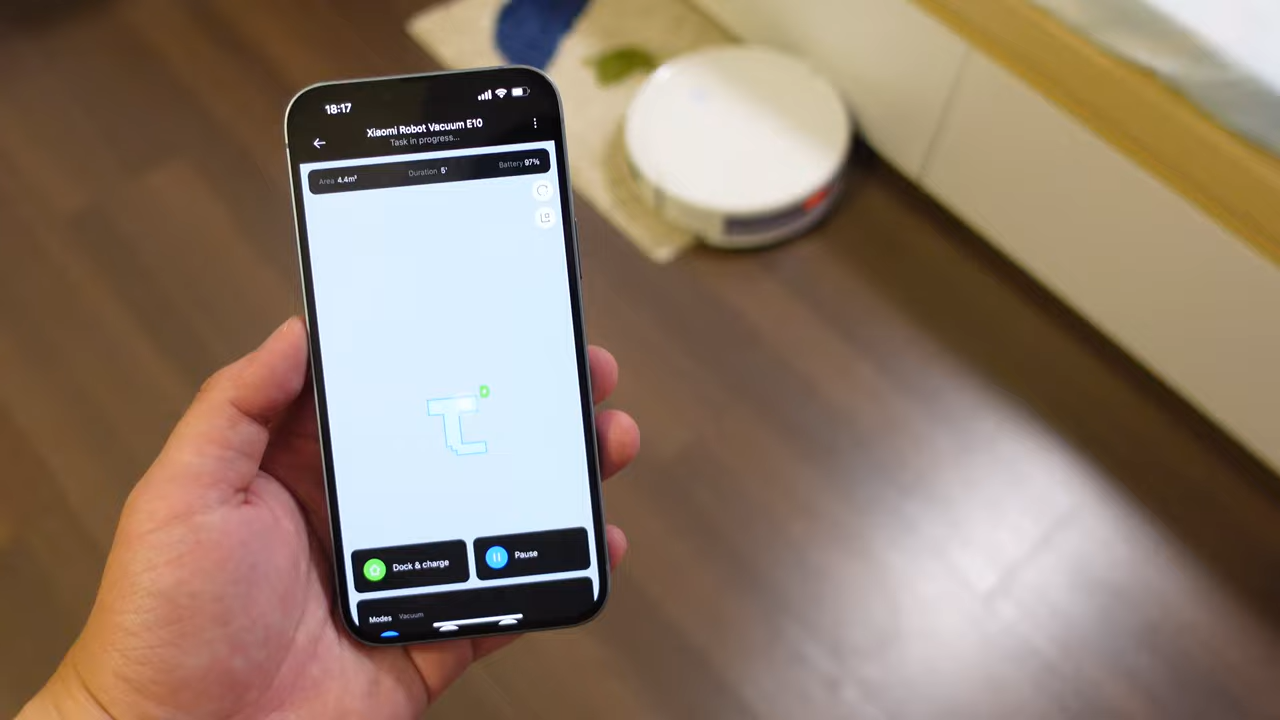 18:17
Xiaomi Robot Vacuum E10
Task in progress...
Area 4.4m² Duration 5' Battery 97%
Dock & charge
Pause
Modes Vacuum